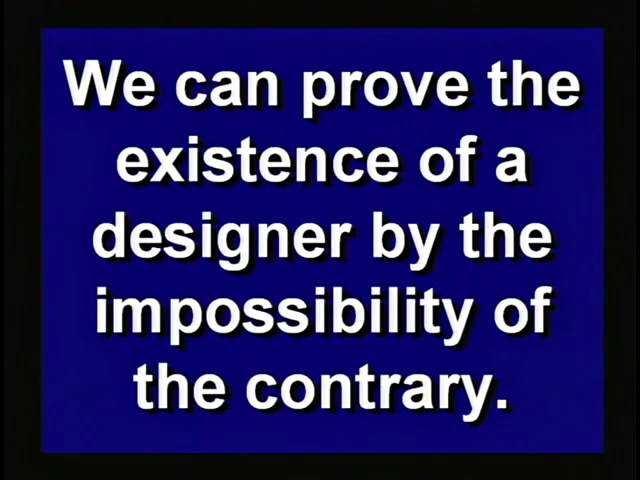 We can prove the
existence of a
designer by the
impossibility of
the contrary.